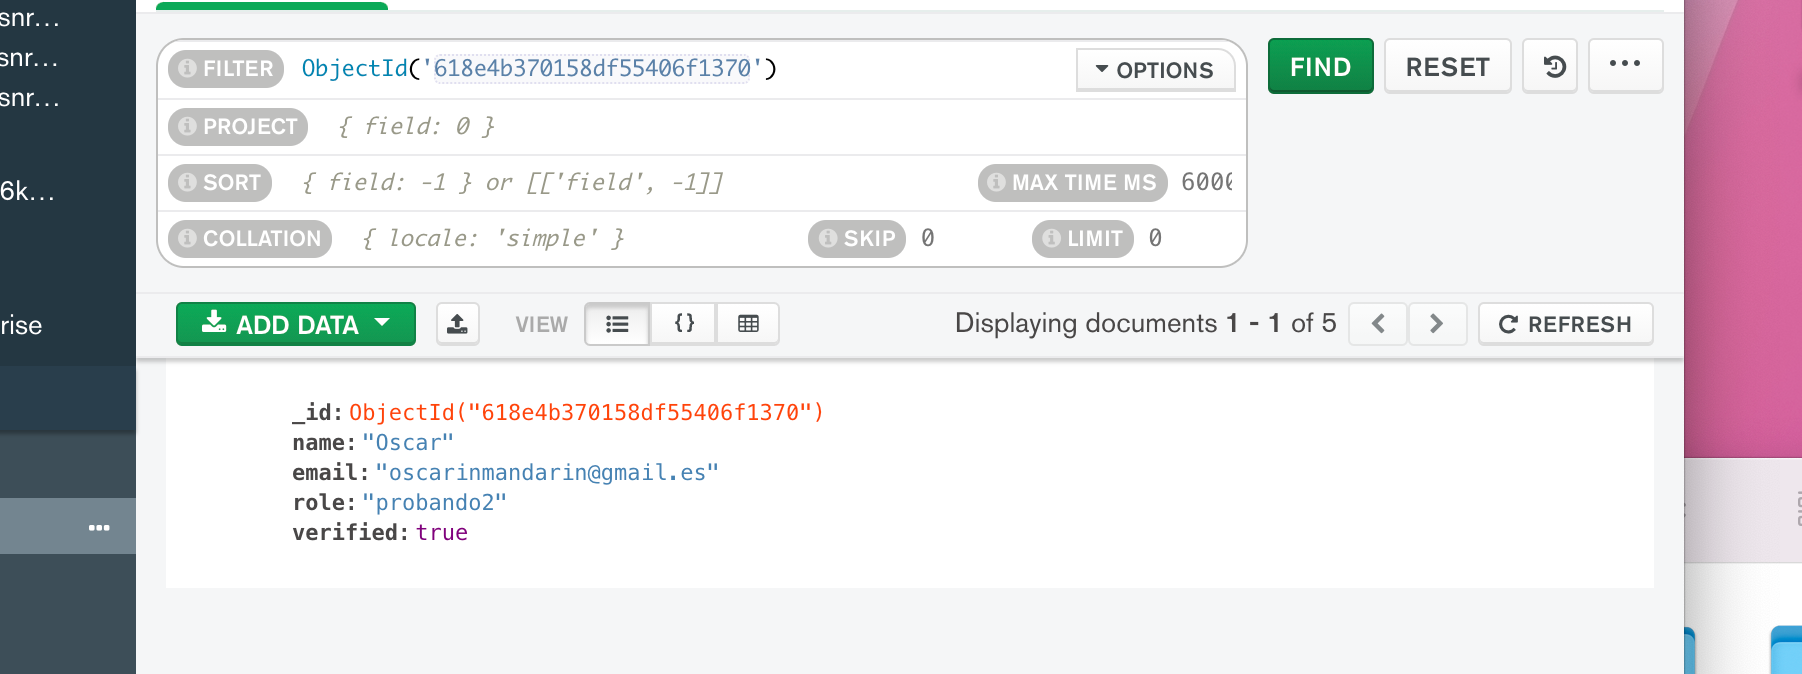 snr...
snr...
snr...
6k...
rise
FILTER ObjectId('618e4b370158df55406f1370') OPTIONS FIND RESET
PROJECT { field: 0 }
SORT { field: -1 } or [['field', -1]] MAX TIME MS 6000
COLLATION { locale: 'simple' } SKIP 0 LIMIT 0
ADD DATA VIEW {} Displaying documents 1 - 1 of 5 REFRESH
_id: ObjectId("618e4b370158df55406f1370")
name: "Oscar"
email: "oscarinmandarin@gmail.es"
role: "probando2"
verified: true